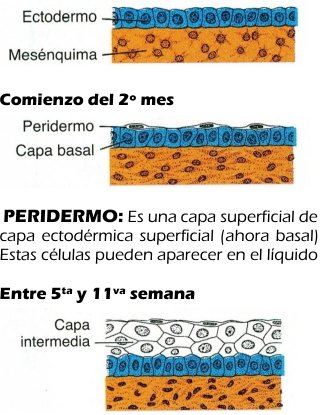 Ectodermo
Mesénquima
Comienzo del 2º mes
Peridermo
Capa basal
PERIDERMO: Es una capa superficial de
capa ectodérmica superficial (ahora basal)
Estas células pueden aparecer en el líquido
Entre 5ta y 11va semana
Capa
intermedia